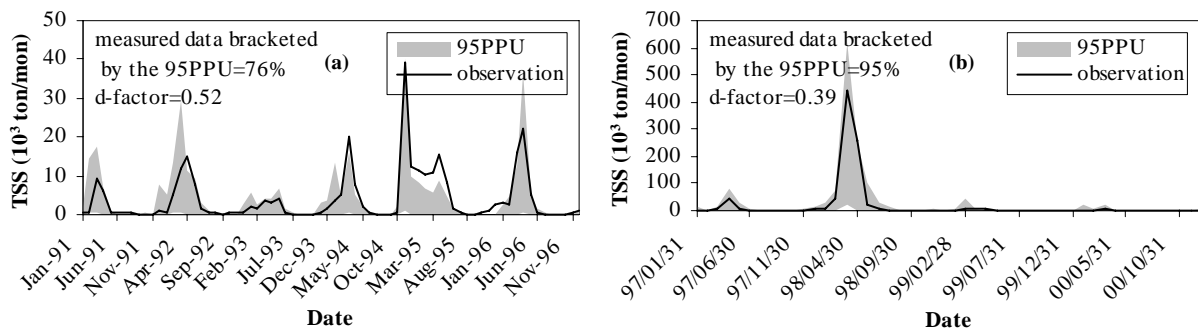 measured data bracketed
by the 95PPU=76%
d-factor=0.52
(a)
95PPU
observation
TSS (10³ ton/mon)
50
40
30
20
10
0
Jan-91
Jun-91
Nov-91
Apr-92
Sep-92
Feb-93
Jul-93
Dec-93
May-94
Oct-94
Mar-95
Aug-95
Jan-96
Jun-96
Nov-96
Date
measured data bracketed
by the 95PPU=95%
d-factor=0.39
(b)
95PPU
observation
TSS (10³ ton/mon)
700
600
500
400
300
200
100
0
97/01/31
97/06/30
97/11/30
98/04/30
98/09/30
99/02/28
99/07/31
99/12/31
00/05/31
00/10/31
Date